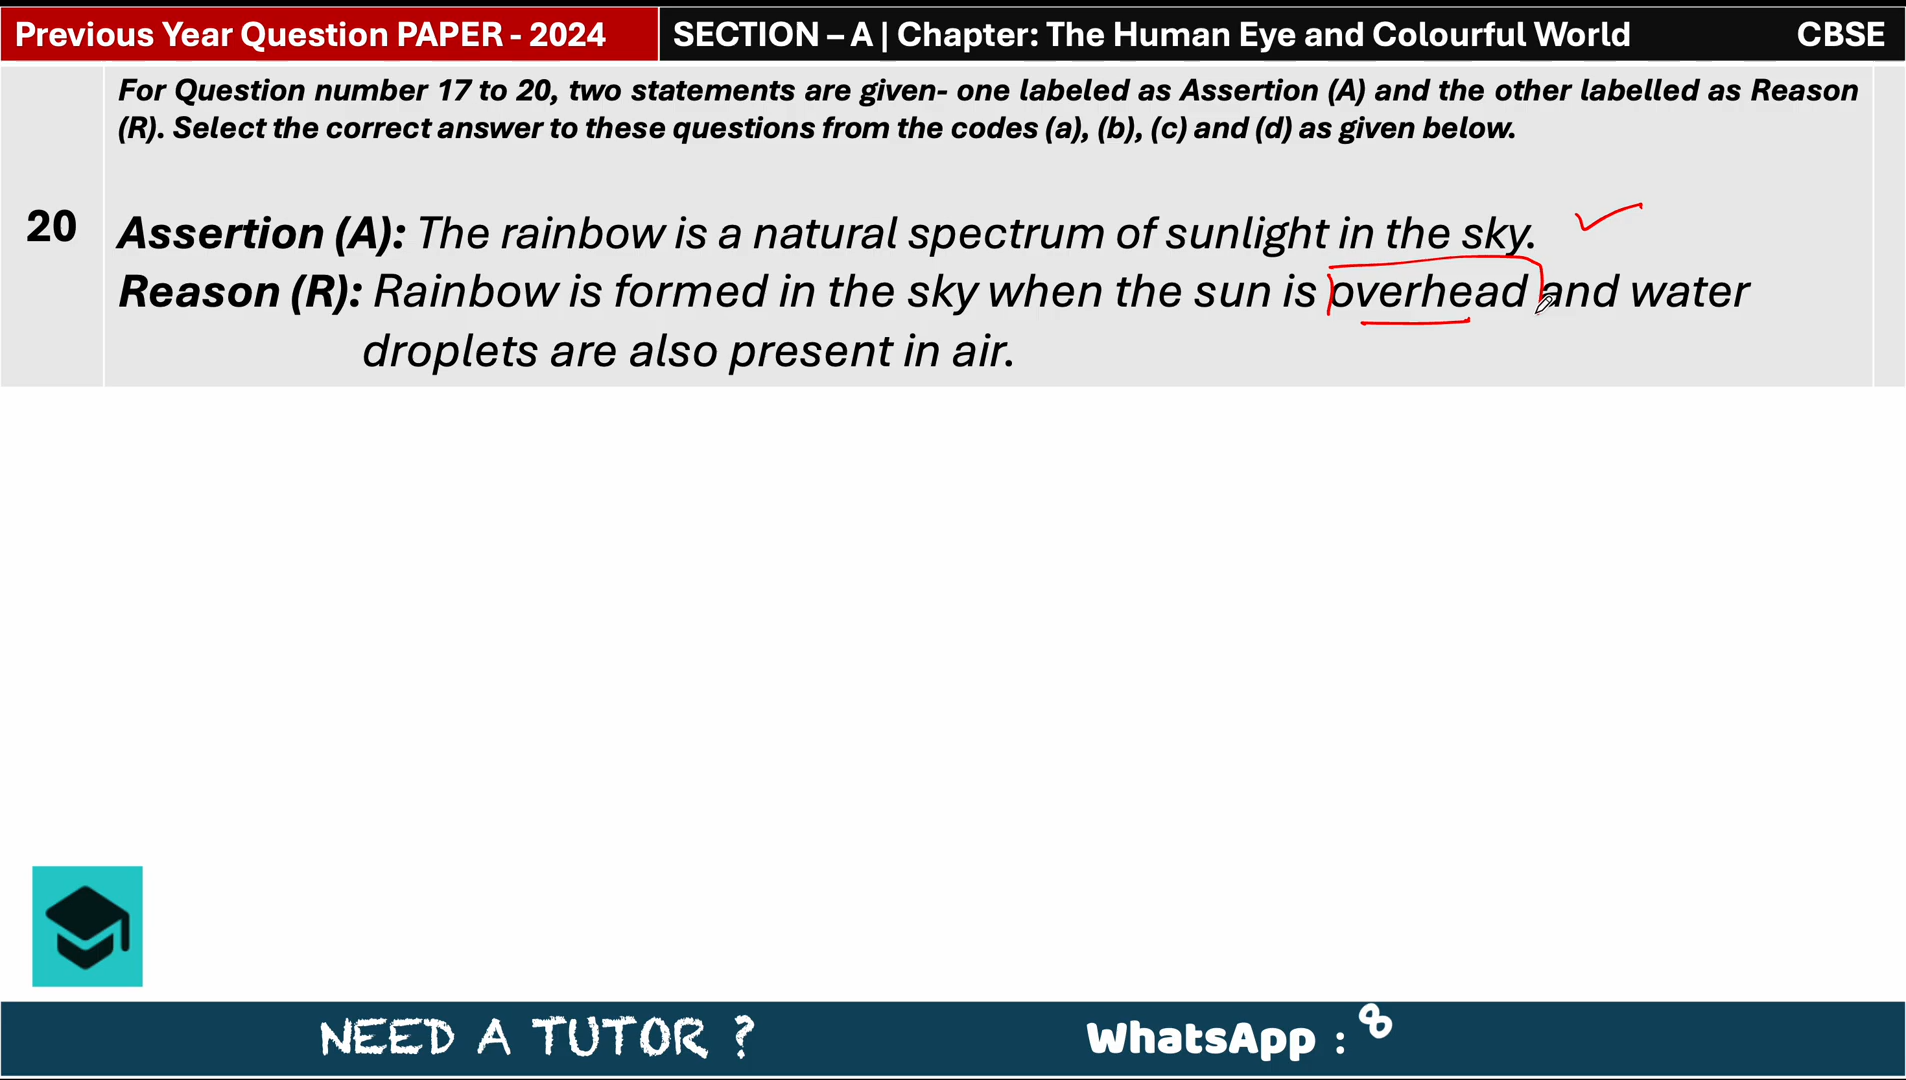 Previous Year Question PAPER - 2024
SECTION – A | Chapter: The Human Eye and Colourful World
CBSE
For Question number 17 to 20, two statements are given- one labeled as Assertion (A) and the other labelled as Reason
(R). Select the correct answer to these questions from the codes (a), (b), (c) and (d) as given below.
20
Assertion (A): The rainbow is a natural spectrum of sunlight in the sky.
Reason (R): Rainbow is formed in the sky when the sun is overhead and water
droplets are also present in air.
NEED A TUTOR ?
WhatsApp : 8